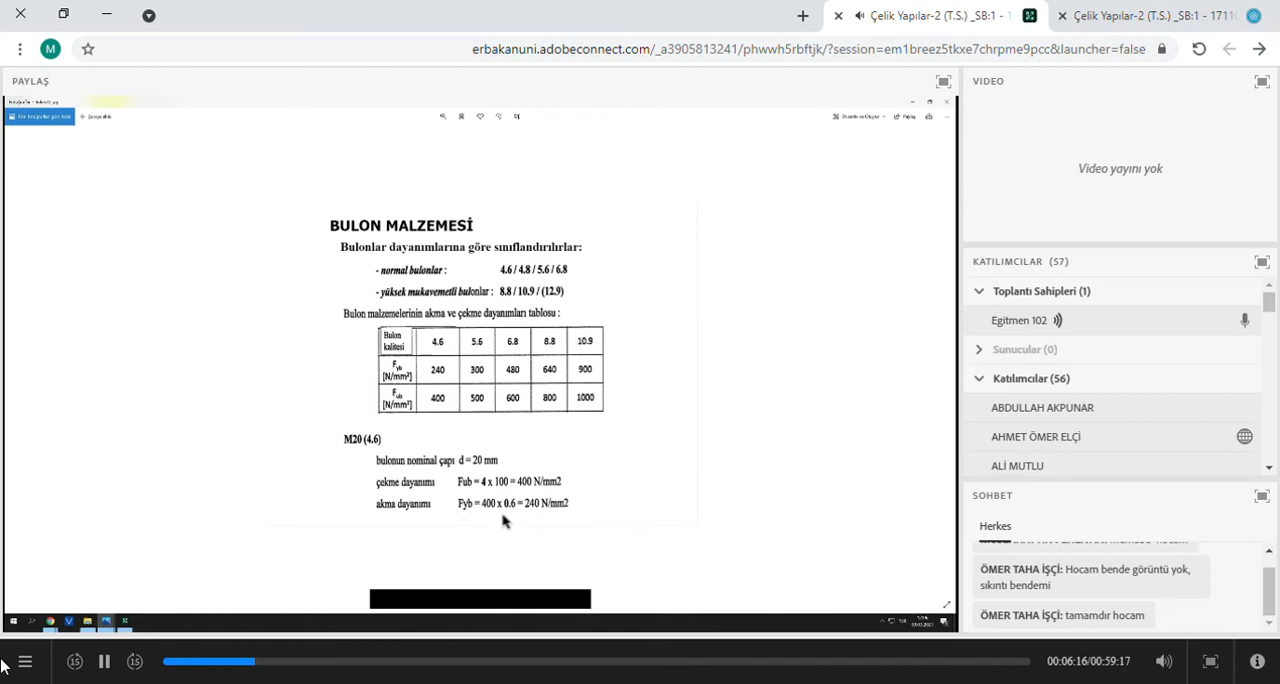 Çelik Yapılar-2 (T.S.) _SB:1 - 1
Çelik Yapılar-2 (T.S.) _SB:1 - 1711
M
erbakanuni.adobeconnect.com/_a3905813241/phwwh5rbftjk/?session=em1breez5tkxe7chrpme9pcc&launcher=false
PAYLAŞ
Paylaş
BULON MALZEMESİ
Bulonlar dayanımlarına göre sınıflandırılırlar:
- normal bulonlar : 4.6 / 4.8 / 5.6 / 6.8
- yüksek mukavemetli bulonlar : 8.8 / 10.9 / (12.9)
Bulon malzemelerinin akma ve çekme dayanımları tablosu :
Bulon kalitesi 4.6 5.6 6.8 8.8 10.9
Fyb [N/mm²] 240 300 480 640 900
Fub [N/mm²] 400 500 600 800 1000
M20 (4.6)
bulonun nominal çapı d = 20 mm
çekme dayanımı Fub = 4 x 100 = 400 N/mm2
akma dayanımı Fyb = 400 x 0.6 = 240 N/mm2
VIDEO
Video yayını yok
KATILIMCILAR (57)
Toplantı Sahipleri (1)
Egitmen 102
Sunucular (0)
Katılımcılar (56)
ABDULLAH AKPUNAR
AHMET ÖMER ELÇİ
ALİ MUTLU
SOHBET
Herkes
ÖMER TAHA İŞÇİ: Hocam bende görüntü yok,
sıkıntı bendemi
ÖMER TAHA İŞÇİ: tamamdır hocam
15
15
00:06:16/00:59:17